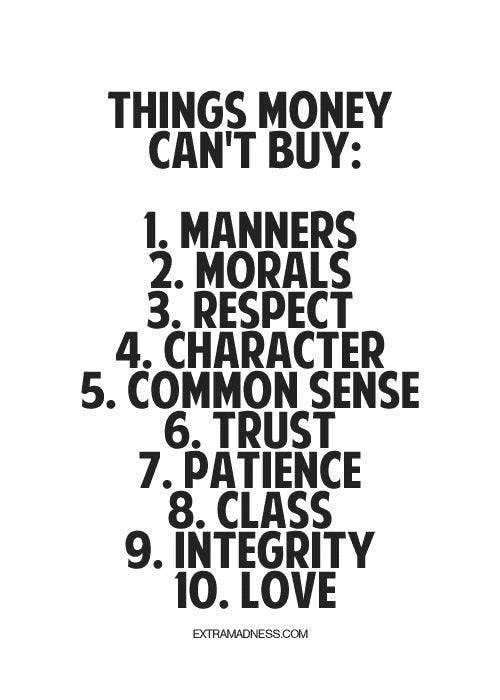 THINGS MONEY
CAN'T BUY:
1. MANNERS
2. MORALS
3. RESPECT
4. CHARACTER
5. COMMON SENSE
6. TRUST
7. PATIENCE
8. CLASS
9. INTEGRITY
10. LOVE
EXTRAMADNESS.COM